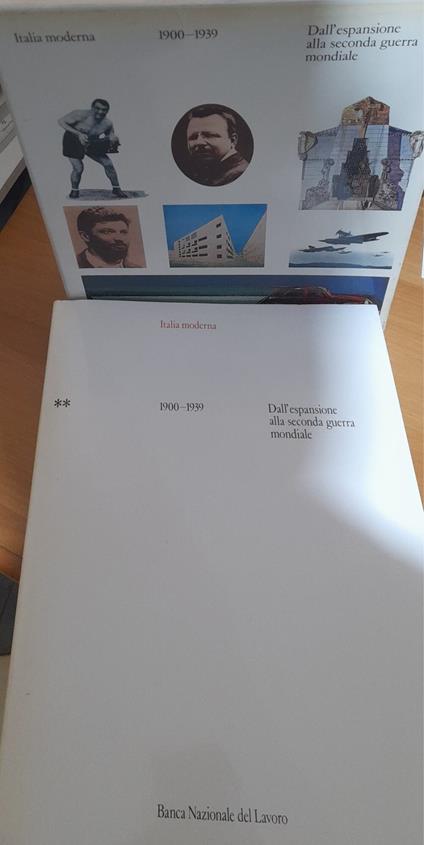 Italia moderna
1900–1939
Dall'espansione
alla seconda guerra
mondiale
Italia moderna
**
1900–1939
Dall'espansione
alla seconda guerra
mondiale
Banca Nazionale del Lavoro